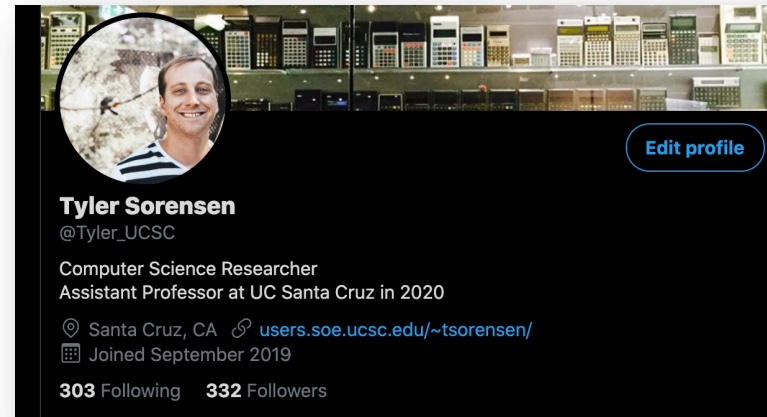 Edit profile
Tyler Sorensen
@Tyler_UCSC
Computer Science Researcher
Assistant Professor at UC Santa Cruz in 2020
Santa Cruz, CA users.soe.ucsc.edu/~tsorensen/
Joined September 2019
303 Following 332 Followers